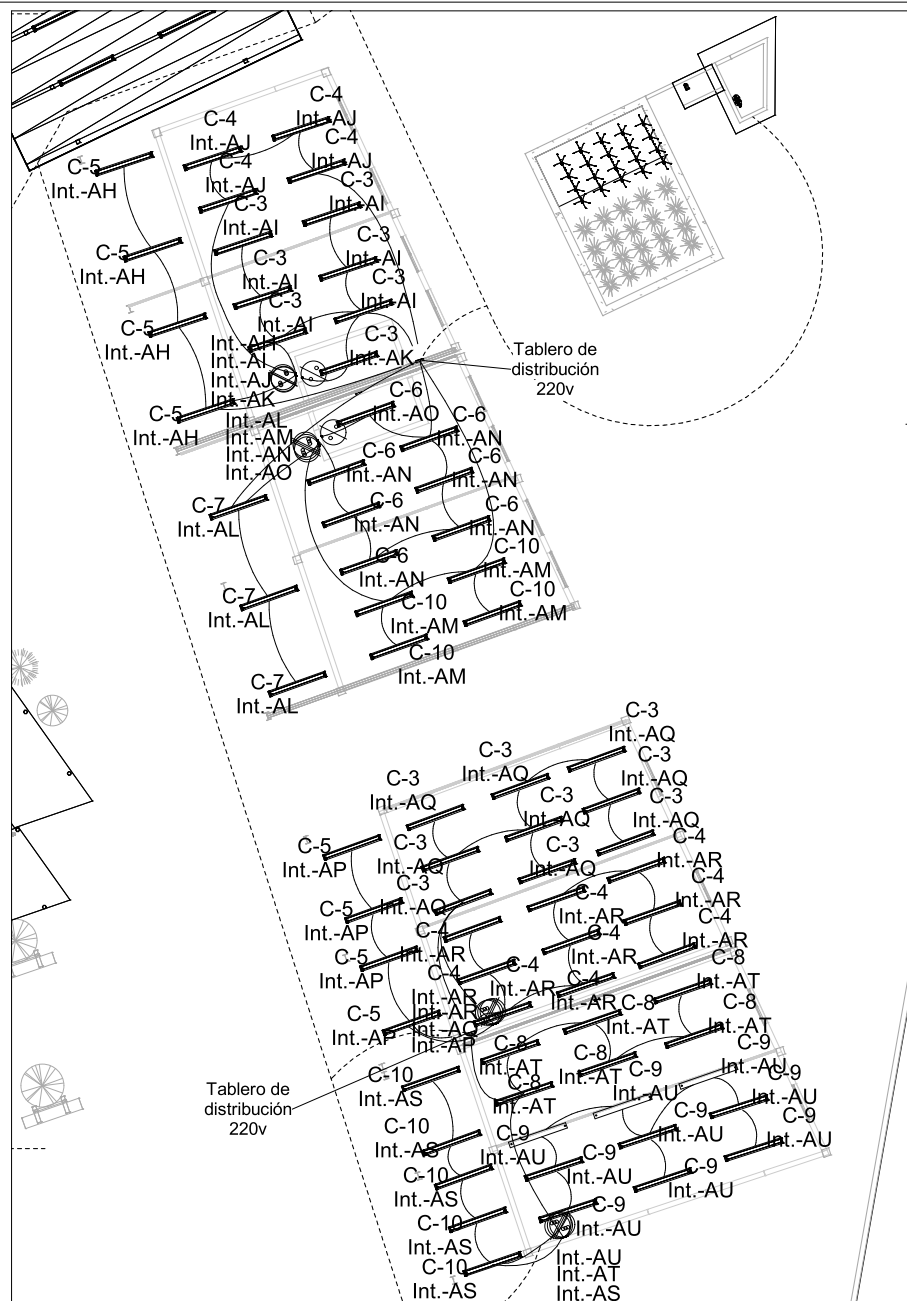 C-4
Int.-AJ
C-4
Int.-AJ
C-4
Int.-AJ
C-4
Int.-AJ
C-5
Int.-AH
C-3
Int.-AI
C-3
Int.-AI
C-3
Int.-AI
C-5
Int.-AH
C-3
Int.-AI
C-3
Int.-AI
C-3
Int.-AI
C-5
Int.-AH
C-3
Int.-AK
Int.-AH
Int.-AI
Int.-AJ
Int.-AK
Int.-AL
Int.-AM
Int.-AN
Int.-AO
Tablero de
distribución
220v
C-5
Int.-AH
C-6
Int.-AO
C-6
Int.-AN
C-6
Int.-AN
C-6
Int.-AN
C-7
Int.-AL
C-6
Int.-AN
C-6
Int.-AN
C-6
Int.-AN
C-10
Int.-AM
C-7
Int.-AL
C-10
Int.-AM
C-10
Int.-AM
C-10
Int.-AM
C-7
Int.-AL
C-3
Int.-AQ
C-3
Int.-AQ
C-3
Int.-AQ
C-3
Int.-AQ
C-3
Int.-AQ
C-3
Int.-AQ
C-5
Int.-AP
C-3
Int.-AQ
C-3
Int.-AQ
C-4
Int.-AR
C-3
Int.-AQ
C-4
Int.-AR
C-4
Int.-AR
C-5
Int.-AP
C-4
Int.-AR
C-4
Int.-AR
C-4
Int.-AR
C-5
Int.-AP
C-4
Int.-AR
C-4
Int.-AR
C-4
Int.-AR
C-8
Int.-AT
Int.-AR
Int.-AQ
Int.-AP
C-5
Int.-AP
C-8
Int.-AT
C-8
Int.-AT
C-8
Int.-AT
C-8
Int.-AT
C-8
Int.-AT
C-9
Int.-AU
Tablero de
distribución
220v
C-10
Int.-AS
C-9
Int.-AU
C-9
Int.-AU
C-9
Int.-AU
C-9
Int.-AU
C-10
Int.-AS
C-9
Int.-AU
C-9
Int.-AU
C-10
Int.-AS
C-9
Int.-AU
C-10
Int.-AS
C-10
Int.-AS
Int.-AU
Int.-AT
Int.-AS